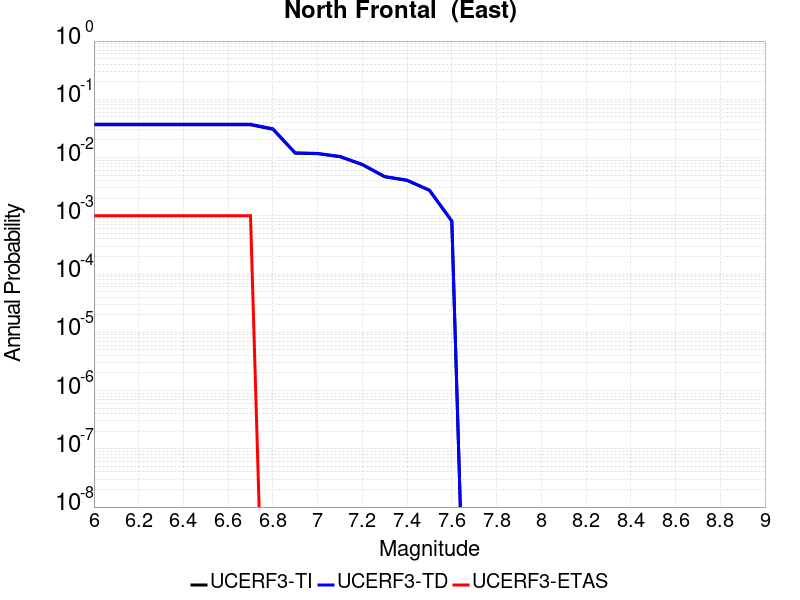 North Frontal  (East)
10^0
10^-1
10^-2
10^-3
10^-4
10^-5
10^-6
10^-7
10^-8
Annual Probability
6 6.2 6.4 6.6 6.8 7 7.2 7.4 7.6 7.8 8 8.2 8.4 8.6 8.8 9
Magnitude
UCERF3-TI UCERF3-TD UCERF3-ETAS